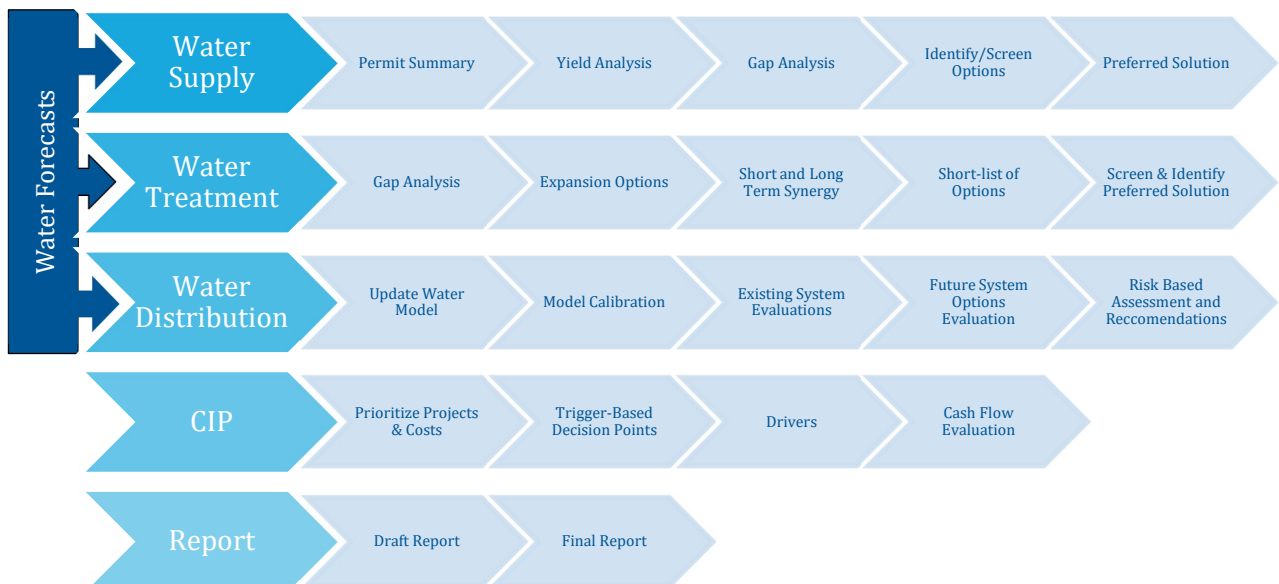 Water Forecasts
Water
Supply
Permit Summary
Yield Analysis
Gap Analysis
Identify/Screen
Options
Preferred Solution
Water
Treatment
Gap Analysis
Expansion Options
Short and Long
Term Synergy
Short-list of
Options
Screen & Identify
Preferred Solution
Water
Distribution
Update Water
Model
Model Calibration
Existing System
Evaluations
Future System
Options
Evaluation
Risk Based
Assessment and
Reccomendations
CIP
Prioritize Projects
& Costs
Trigger-Based
Decision Points
Drivers
Cash Flow
Evaluation
Report
Draft Report
Final Report